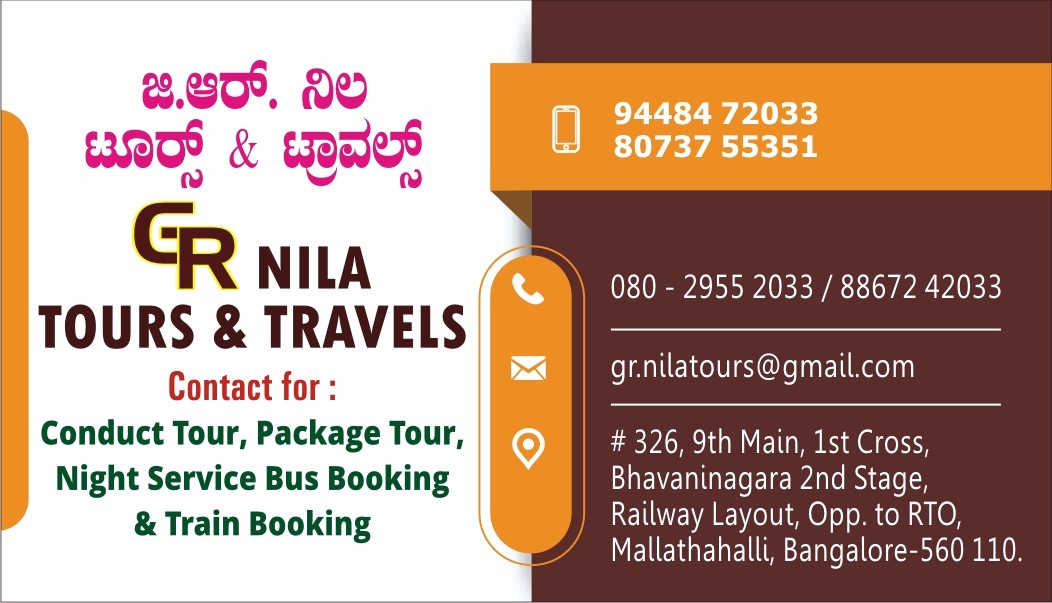 ಜಿ.ಆರ್. ನಿಲ
ಟೂರ್ಸ್ & ಟ್ರಾವಲ್ಸ್
GR NILA
TOURS & TRAVELS
Contact for :
Conduct Tour, Package Tour,
Night Service Bus Booking
& Train Booking
94484 72033
80737 55351
080 - 2955 2033 / 88672 42033
gr.nilatours@gmail.com
# 326, 9th Main, 1st Cross,
Bhavaninagara 2nd Stage,
Railway Layout, Opp. to RTO,
Mallathahalli, Bangalore-560 110.